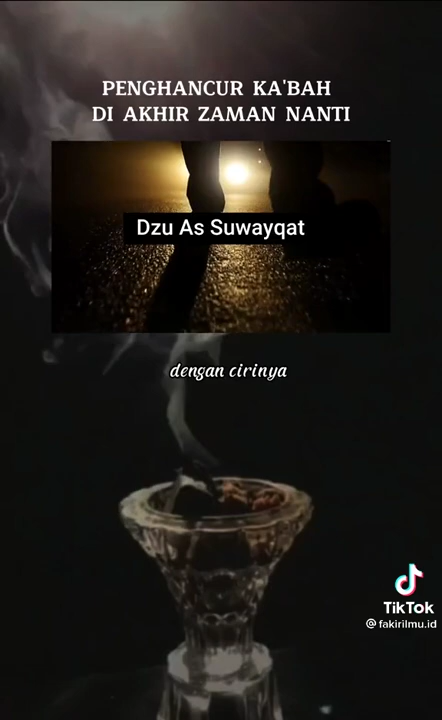 PENGHANCUR KA'BAH
DI AKHIR ZAMAN NANTI
Dzu As Suwayqat
dengan cirinya
TikTok
@fakirilmu.id